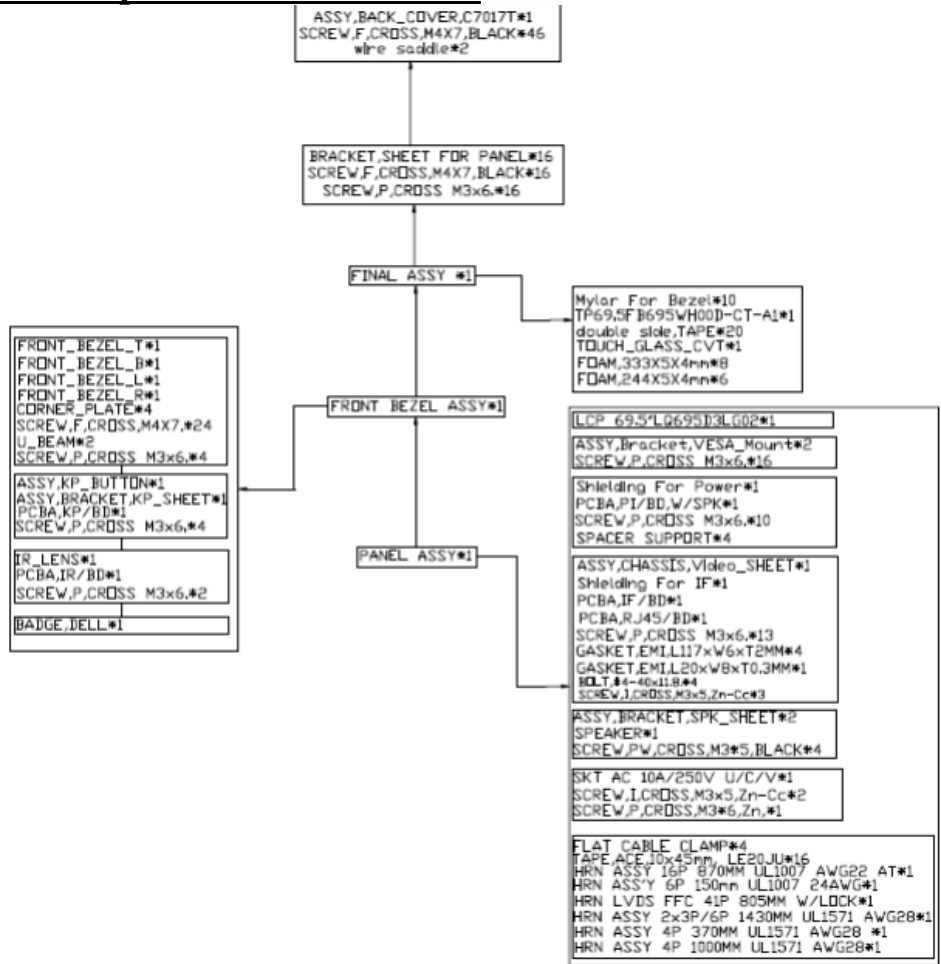 ASSY,BACK_COVER,C7017T*1
SCREW,F,CROSS,M4X7,BLACK*46
wire saddle*2
BRACKET,SHEET FOR PANEL*16
SCREW,F,CROSS,M4X7,BLACK*16
SCREW,P,CROSS M3x6,*16
FINAL ASSY *1
Mylar For Bezel*10
TP69.5FB695WH00D-CT-A1*1
double side,TAPE*20
TOUCH_GLASS_CVT*1
FOAM,333X5X4mm*8
FOAM,244X5X4mm*6
FRONT_BEZEL_T*1
FRONT_BEZEL_B*1
FRONT_BEZEL_L*1
FRONT_BEZEL_R*1
CORNER_PLATE*4
SCREW,F,CROSS,M4X7,*24
U_BEAM*2
SCREW,P,CROSS M3x6,*4
ASSY,KP_BUTTON*1
ASSY,BRACKET,KP_SHEET*1
PCBA,KP/BD*1
SCREW,P,CROSS M3x6,*4
IR_LENS*1
PCBA,IR/BD*1
SCREW,P,CROSS M3x6,*2
BADGE,DELL*1
FRONT BEZEL ASSY*1
PANEL ASSY*1
LCP 69.5"LQ695D3LG02*1
ASSY,Bracket,VESA_Mount*2
SCREW,P,CROSS M3x6,*16
Shielding For Power*1
PCBA,PI/BD,W/SPK*1
SCREW,P,CROSS M3x6,*10
SPACER SUPPORT*4
ASSY,CHASSIS,Video_SHEET*1
Shielding For IF*1
PCBA,IF/BD*1
PCBA,RJ45/BD*1
SCREW,P,CROSS M3x6,*13
GASKET,EMI,L117xW6xT2MM*4
GASKET,EMI,L20xW8xT0.3MM*1
BOLT,#4-40x11.8,*4
SCREW,I,CROSS,M3x5,Zn-Cc*3
ASSY,BRACKET,SPK_SHEET*2
SPEAKER*1
SCREW,PW,CROSS,M3*5,BLACK*4
SKT AC 10A/250V U/C/V*1
SCREW,I,CROSS,M3x5,Zn-Cc*2
SCREW,P,CROSS,M3*6,Zn,*1
FLAT CABLE CLAMP*4
TAPE,ACE,10x45mm, LE20JU*16
HRN ASSY 16P 870MM UL1007 AWG22 AT*1
HRN ASS'Y 6P 150mm UL1007 24AWG*1
HRN LVDS FFC 41P 805MM W/LOCK*1
HRN ASSY 2x3P/6P 1430MM UL1571 AWG28*1
HRN ASSY 4P 370MM UL1571 AWG28 *1
HRN ASSY 4P 1000MM UL1571 AWG28*1